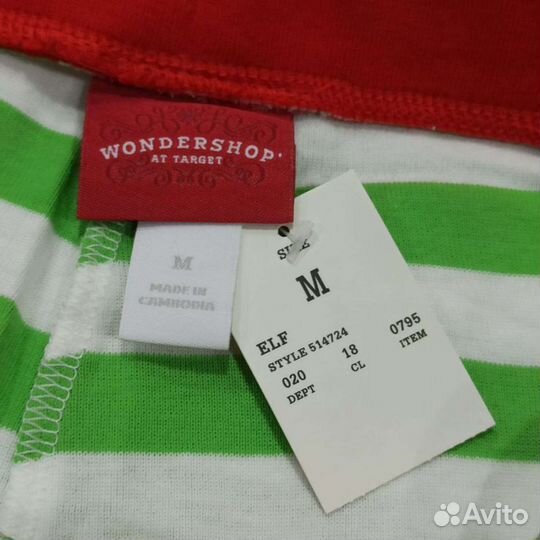 WONDERSHOP
AT TARGET
M
MADE IN
CAMBODIA
SIZE
M
ELF
STYLE 514724
020 18 0795
DEPT CL ITEM
Avito